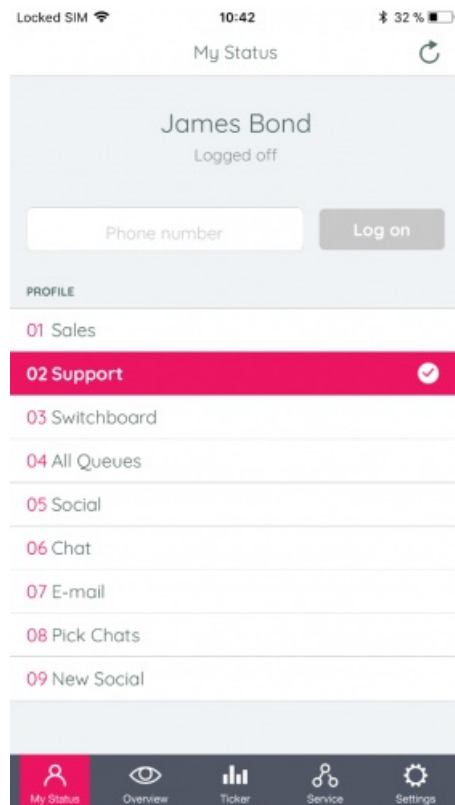 Locked SIM 10:42 32 %
My Status
James Bond
Logged off
Phone number Log on
PROFILE
01 Sales
02 Support
03 Switchboard
04 All Queues
05 Social
06 Chat
07 E-mail
08 Pick Chats
09 New Social
My Status Overview Ticker Service Settings